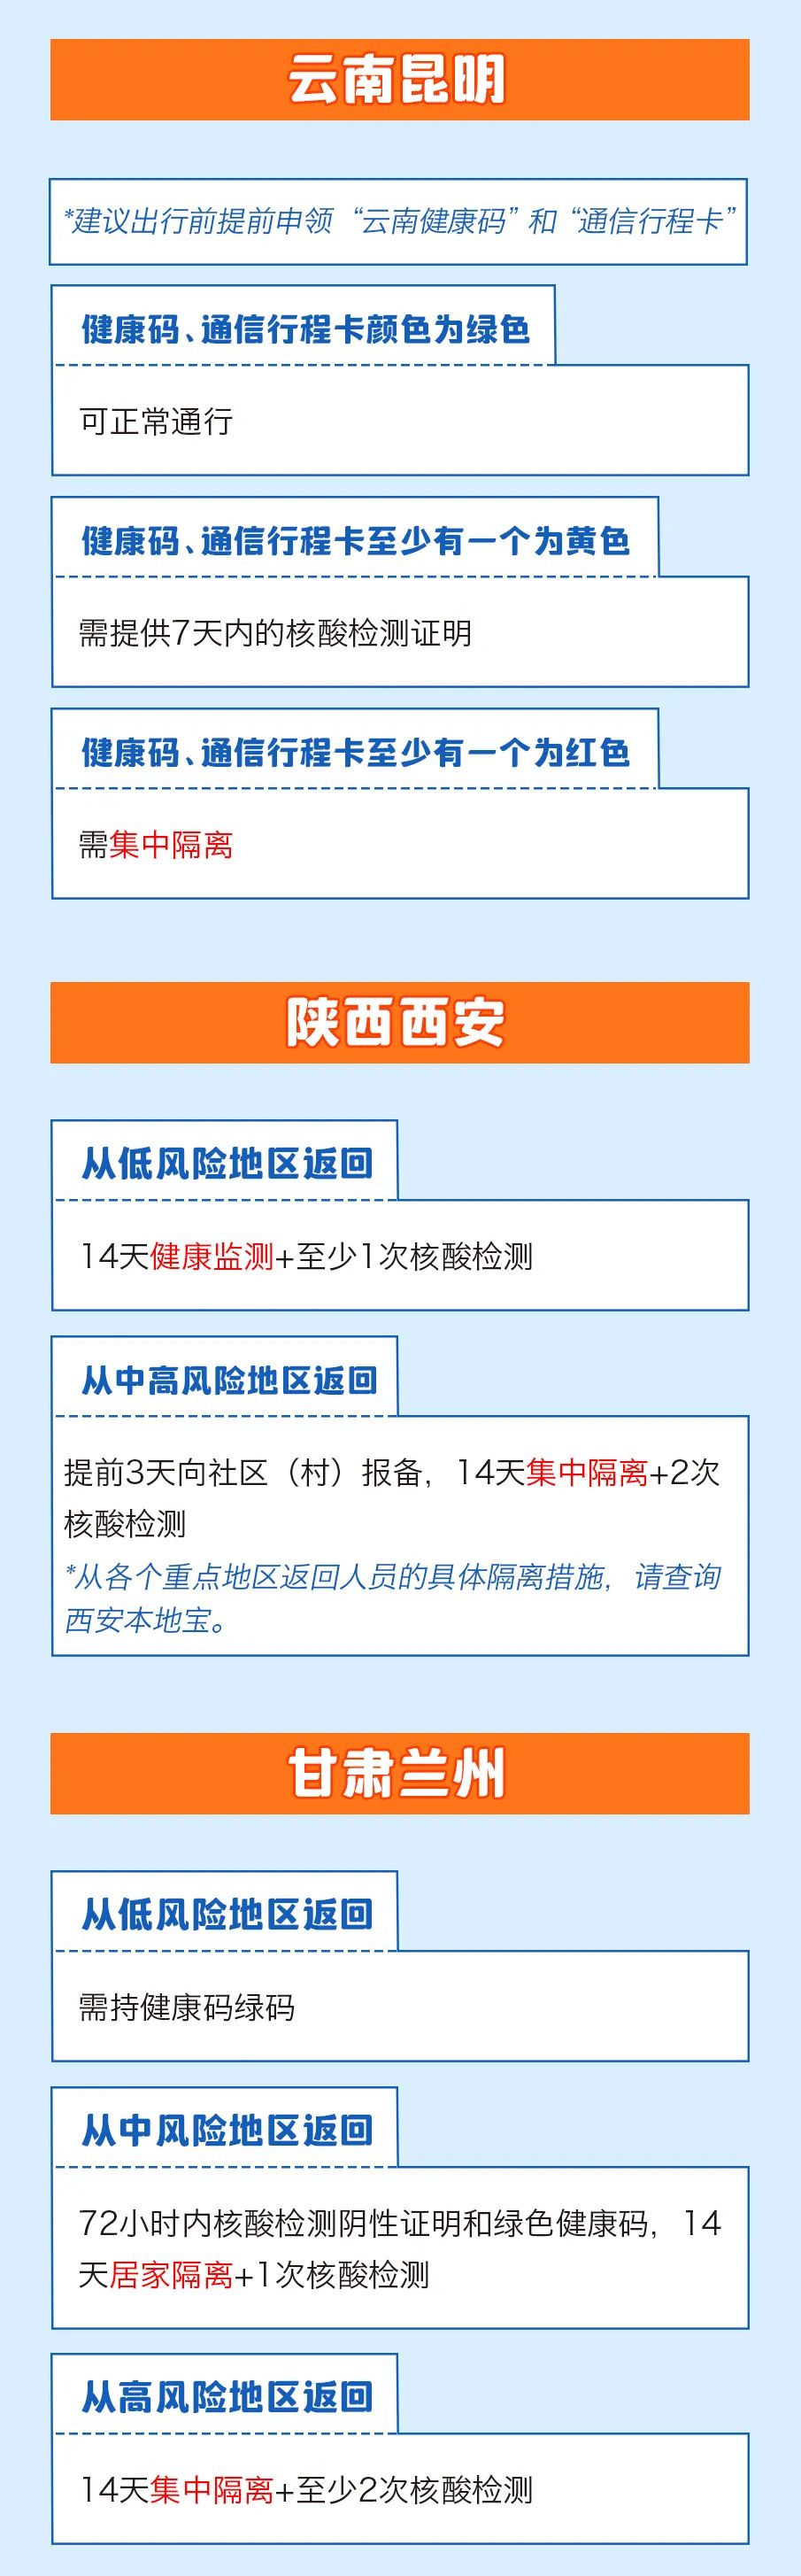 云南昆明
*建议出行前提前申领“云南健康码”和“通信行程卡”
健康码、通信行程卡颜色为绿色
可正常通行
健康码、通信行程卡至少有一个为黄色
需提供7天内的核酸检测证明
健康码、通信行程卡至少有一个为红色
需集中隔离
陕西西安
从低风险地区返回
14天健康监测+至少1次核酸检测
从中高风险地区返回
提前3天向社区（村）报备，14天集中隔离+2次
核酸检测
*从各个重点地区返回人员的具体隔离措施，请查询
西安本地宝。
甘肃兰州
从低风险地区返回
需持健康码绿码
从中风险地区返回
72小时内核酸检测阴性证明和绿色健康码，14
天居家隔离+1次核酸检测
从高风险地区返回
14天集中隔离+至少2次核酸检测